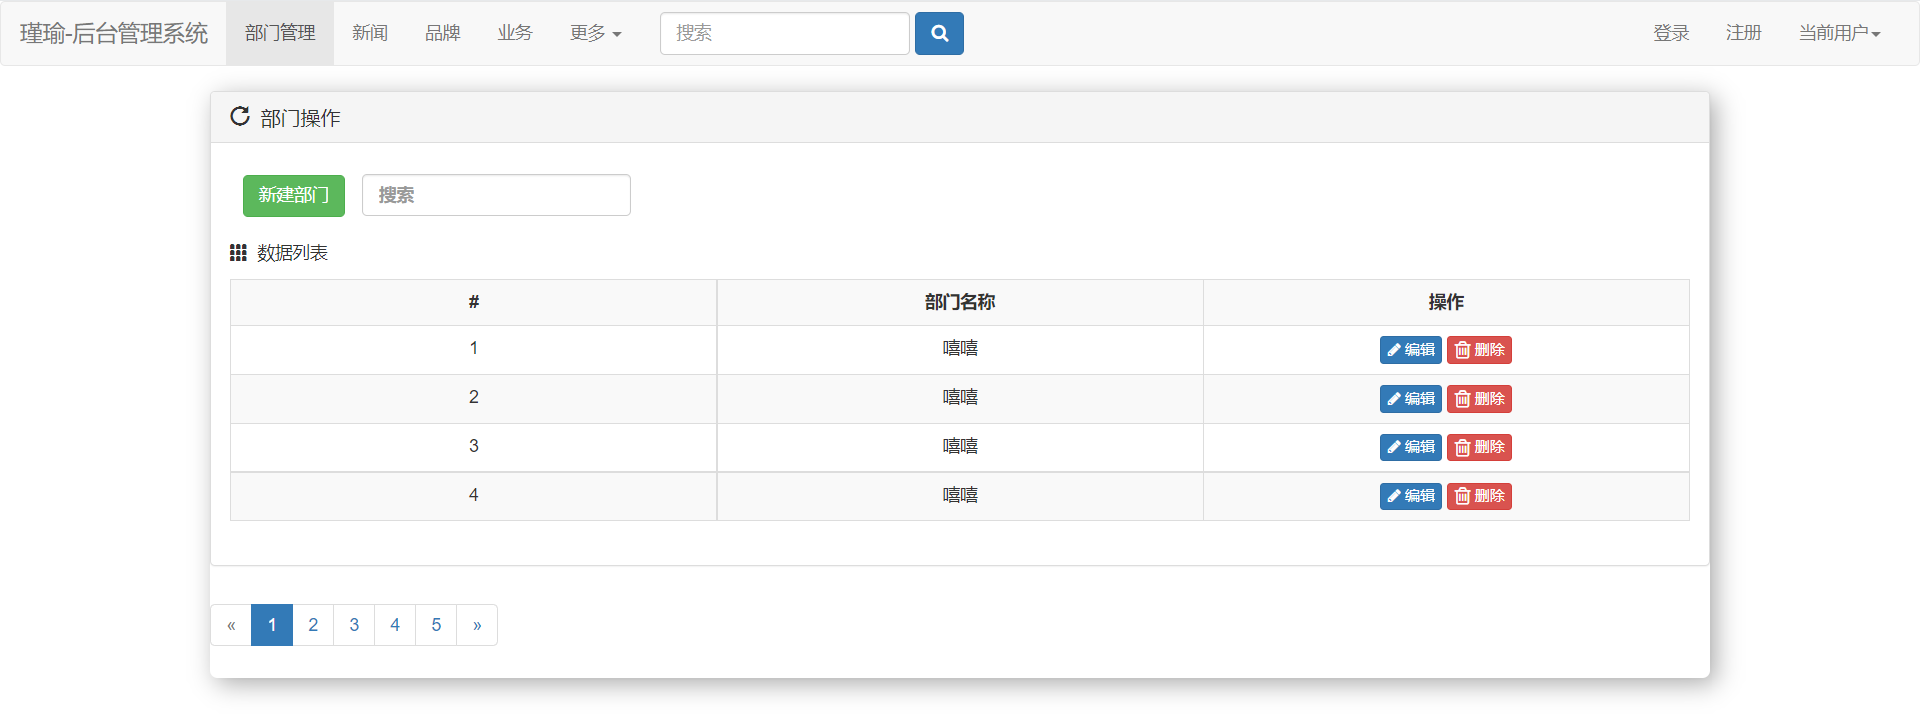 瑾瑜-后台管理系统 部门管理 新闻 品牌 业务 更多 搜索 登录 注册 当前用户
部门操作
新建部门 搜索
数据列表
# 部门名称 操作
1 嘻嘻 编辑 删除
2 嘻嘻 编辑 删除
3 嘻嘻 编辑 删除
4 嘻嘻 编辑 删除
« 1 2 3 4 5 »